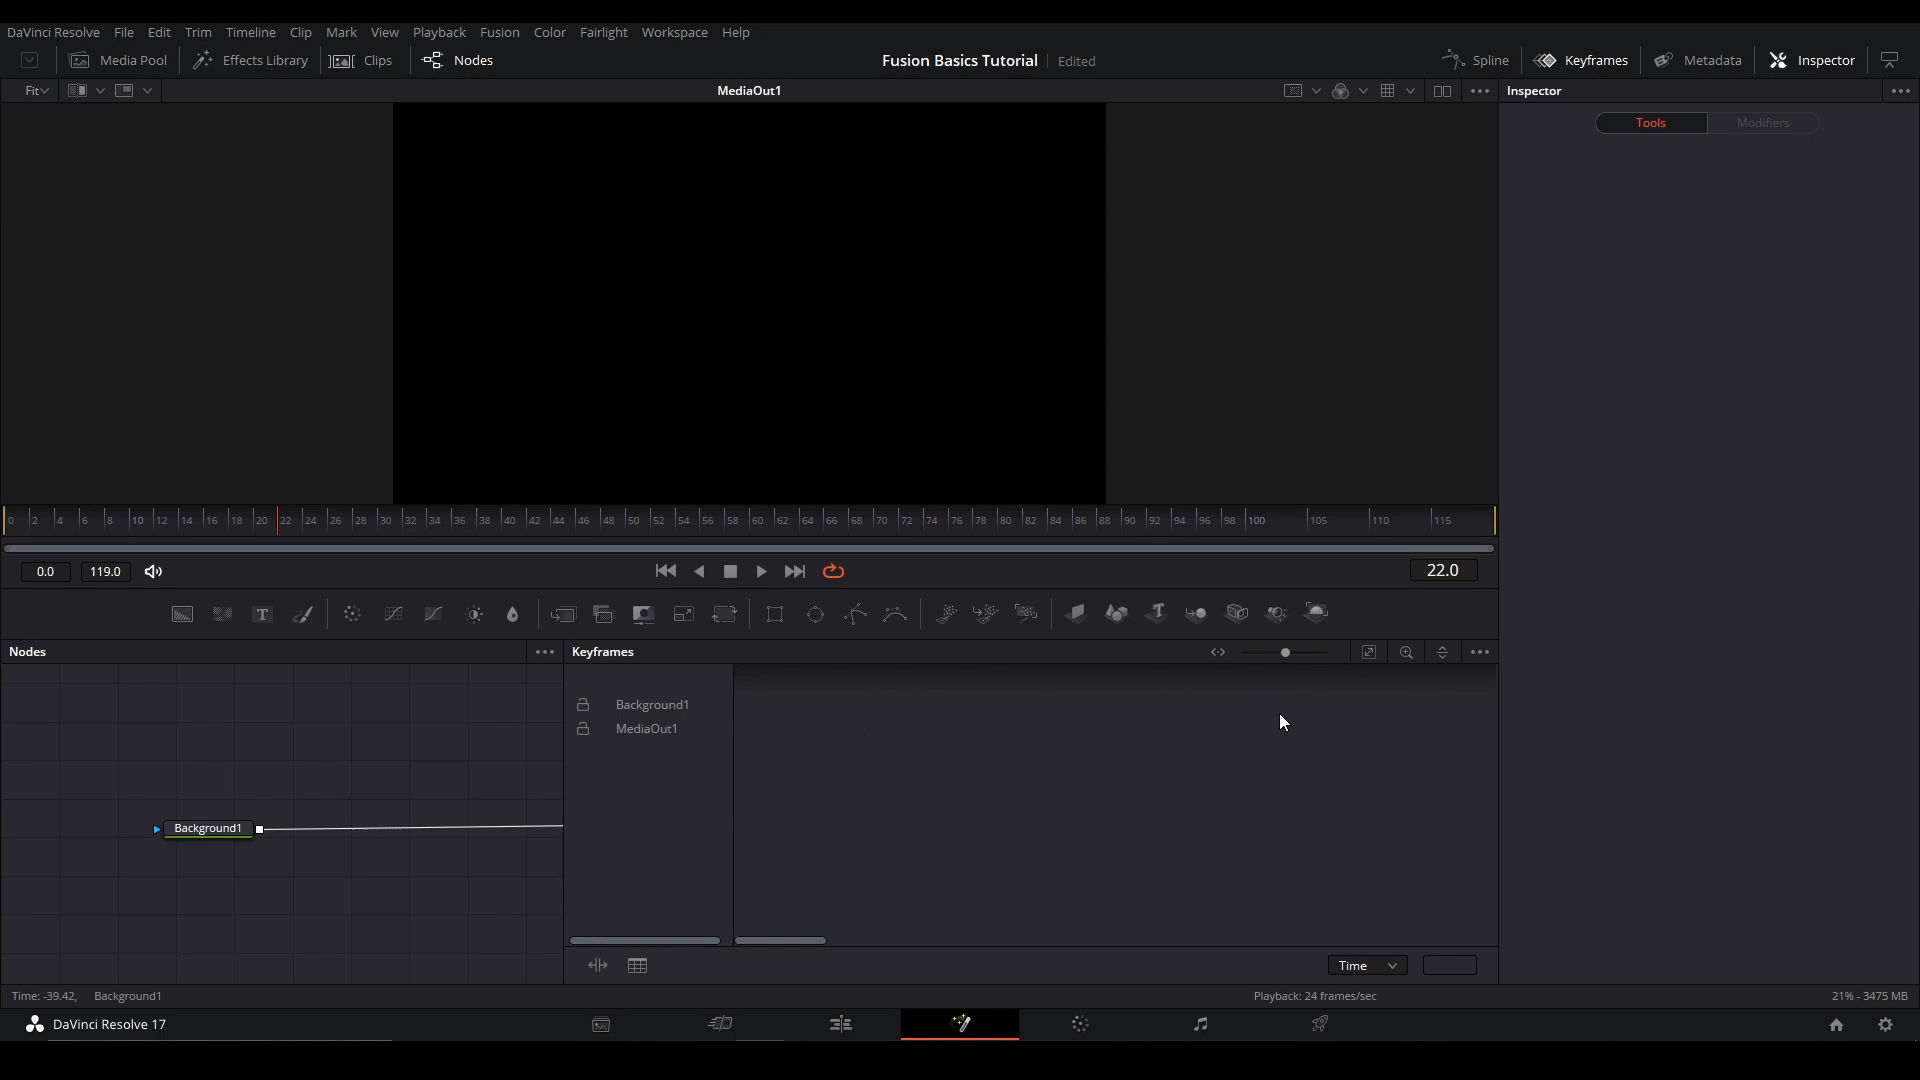 DaVinci Resolve File Edit Trim Timeline Clip Mark View Playback Fusion Color Fairlight Workspace Help
Media Pool Effects Library Clips Nodes Fusion Basics Tutorial Edited Spline Keyframes Metadata Inspector
Fit MediaOut1 Inspector
Tools Modifiers
0 2 4 6 8 10 12 14 16 18 20 22 24 26 28 30 32 34 36 38 40 42 44 46 48 50 52 54 56 58 60 62 64 66 68 70 72 74 76 78 80 82 84 86 88 90 92 94 96 98 100 105 110 115
0.0 119.0 22.0
T T
Nodes Keyframes
Background1
MediaOut1
Background1
Time
Time: -39.42, Background1 Playback: 24 frames/sec 21% - 3475 MB
DaVinci Resolve 17